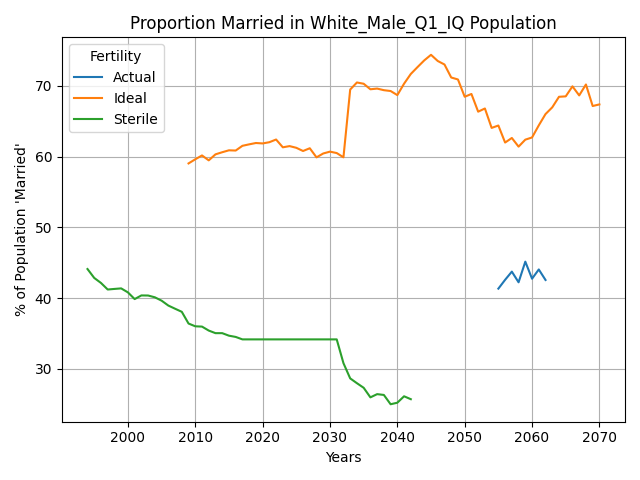 Proportion Married in White_Male_Q1_IQ Population
Fertility
Actual
Ideal
Sterile
% of Population 'Married'
70
60
50
40
30
2000 2010 2020 2030 2040 2050 2060 2070
Years